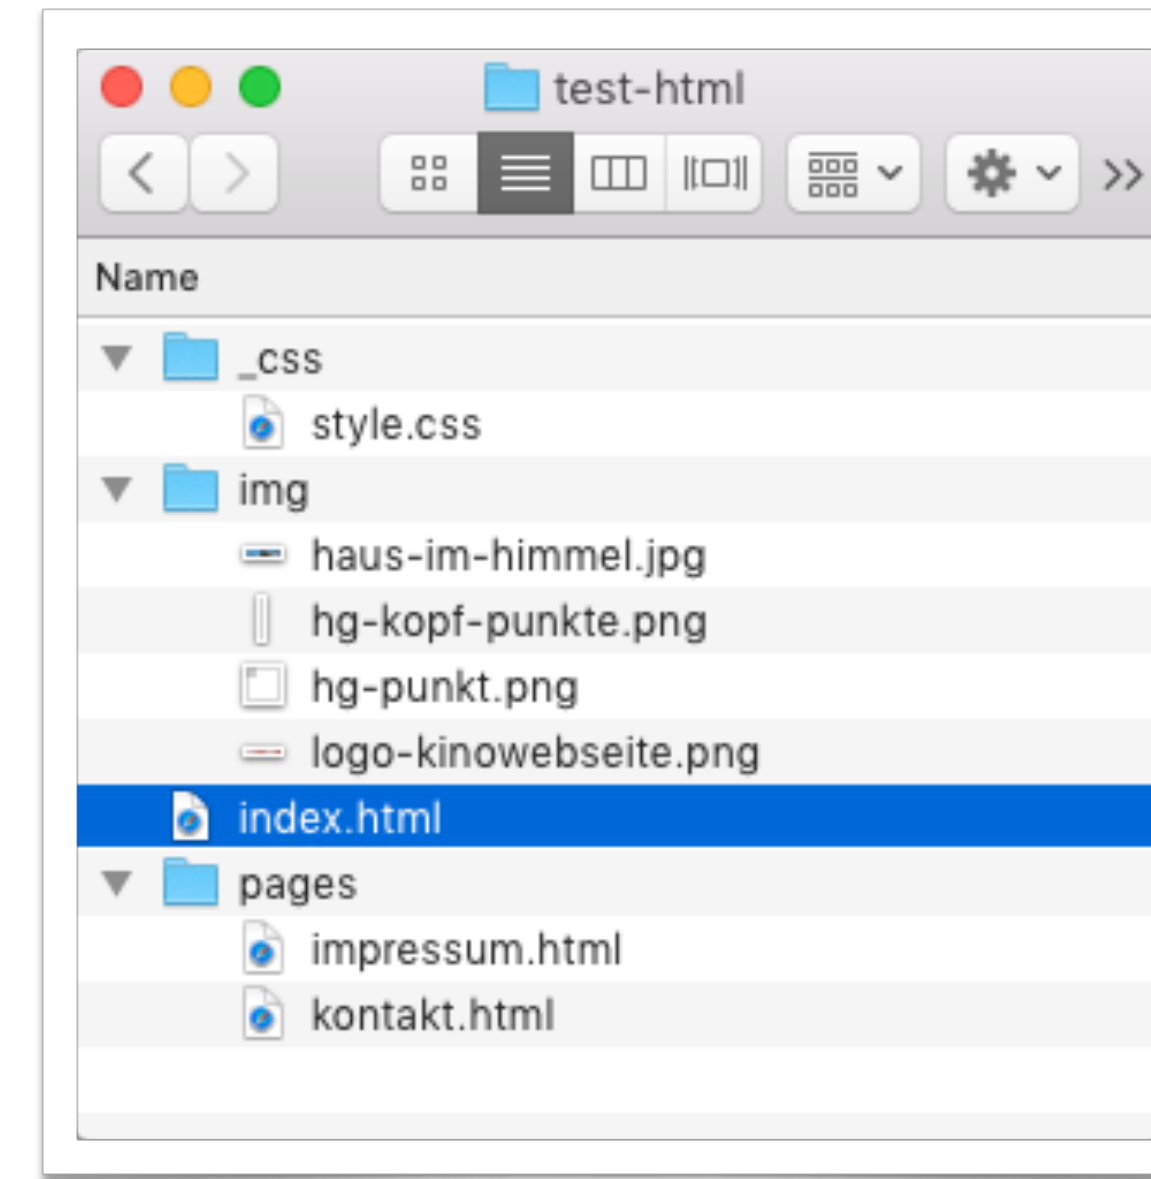 test-html
Name
_css
style.css
img
haus-im-himmel.jpg
hg-kopf-punkte.png
hg-punkt.png
logo-kinowebseite.png
index.html
pages
impressum.html
kontakt.html